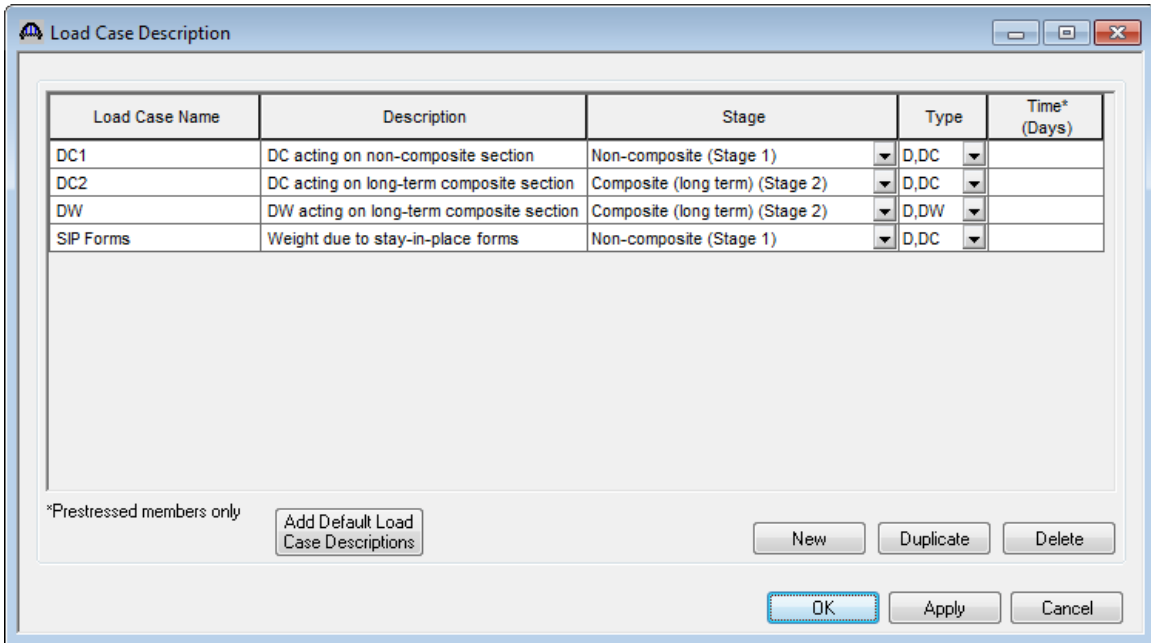 Load Case Description
Load Case Name Description Stage Type Time*
(Days)
DC1 DC acting on non-composite section Non-composite (Stage 1) D,DC
DC2 DC acting on long-term composite section Composite (long term) (Stage 2) D,DC
DW DW acting on long-term composite section Composite (long term) (Stage 2) D,DW
SIP Forms Weight due to stay-in-place forms Non-composite (Stage 1) D,DC
*Prestressed members only
Add Default Load
Case Descriptions
New Duplicate Delete
OK Apply Cancel